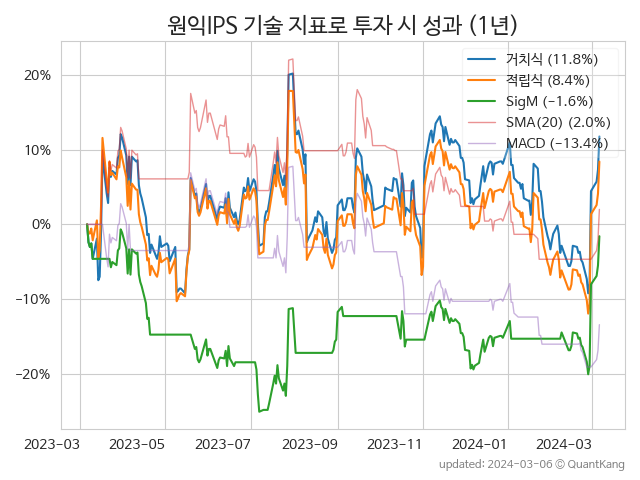 원익IPS 기술 지표로 투자 시 성과 (1년)
거치식 (11.8%)
적립식 (8.4%)
SigM (−1.6%)
SMA(20) (2.0%)
MACD (−13.4%)
20%
10%
0%
−10%
−20%
2023−03 2023−05 2023−07 2023−09 2023−11 2024−01 2024−03
updated: 2024−03−06 ⓒ QuantKang